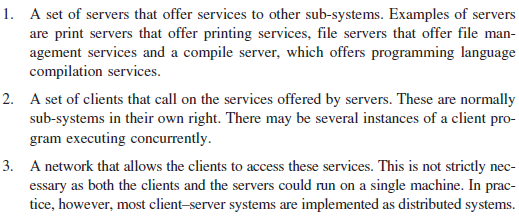 1. A set of servers that offer services to other sub-systems. Examples of servers
are print servers that offer printing services, file servers that offer file man-
agement services and a compile server, which offers programming language
compilation services.
2. A set of clients that call on the services offered by servers. These are normally
sub-systems in their own right. There may be several instances of a client pro-
gram executing concurrently.
3. A network that allows the clients to access these services. This is not strictly nec-
essary as both the clients and the servers could run on a single machine. In prac-
tice, however, most client–server systems are implemented as distributed systems.